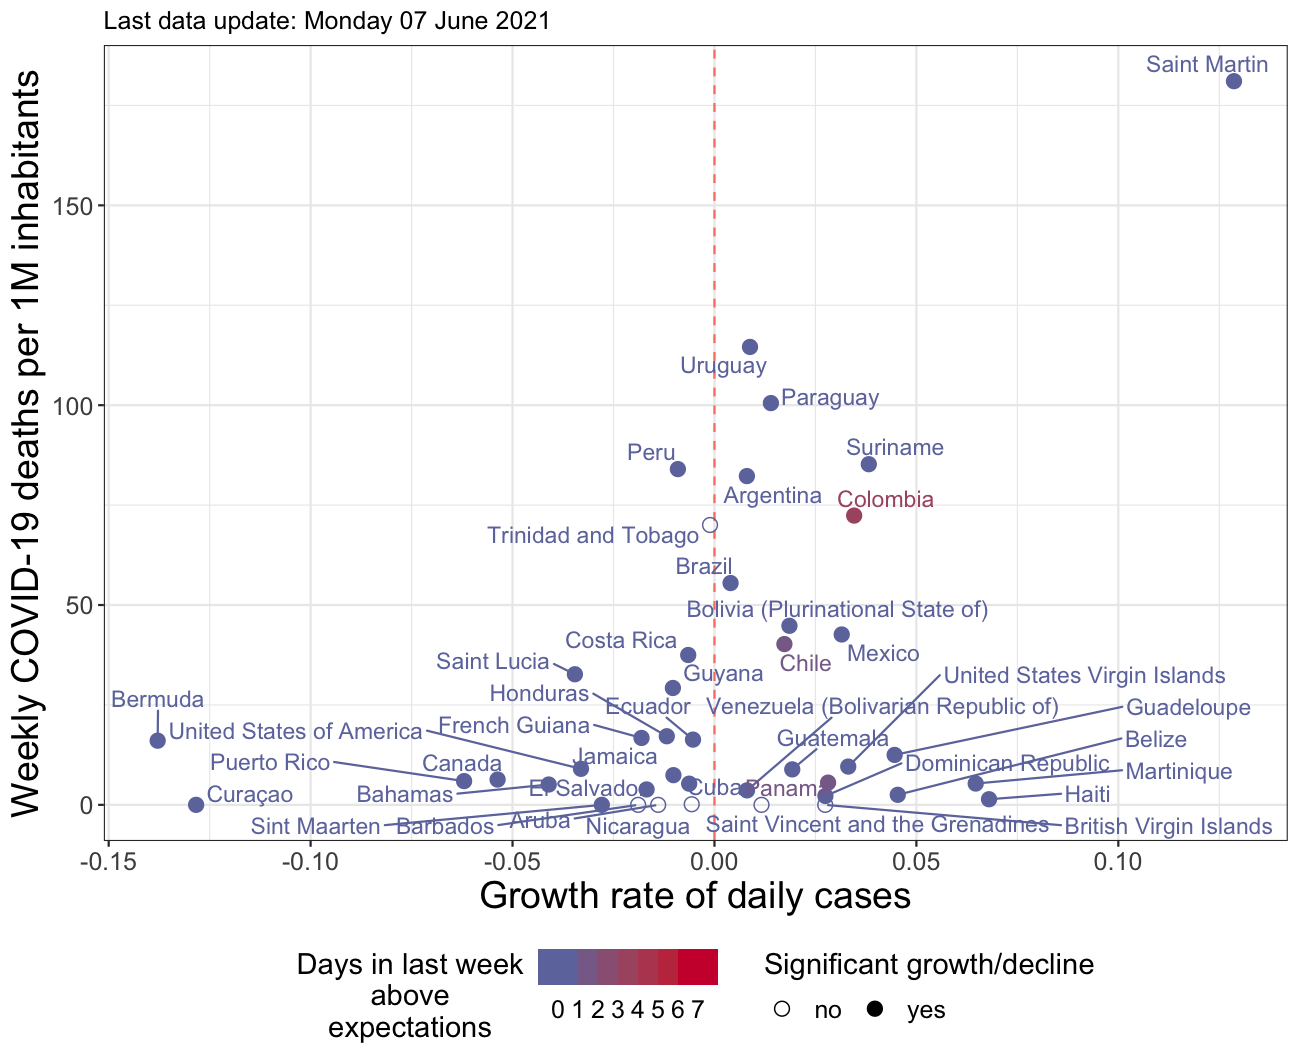 Last data update: Monday 07 June 2021
Weekly COVID-19 deaths per 1M inhabitants
Saint Martin
150
Uruguay
100
Paraguay
Peru
Suriname
Argentina
Colombia
Trinidad and Tobago
Brazil
50
Bolivia (Plurinational State of)
Costa Rica
Mexico
Saint Lucia
Chile
Guyana
United States Virgin Islands
Honduras
Bermuda
Ecuador
Venezuela (Bolivarian Republic of)
Guadeloupe
French Guiana
United States of America
Guatemala
Belize
Jamaica
Puerto Rico
Canada
Dominican Republic
Martinique
El Salvador
Cuba
Panama
Curaçao
Bahamas
Haiti
0
Sint Maarten
Barbados
Aruba
Nicaragua
Saint Vincent and the Grenadines
British Virgin Islands
-0.15
-0.10
-0.05
0.00
0.05
0.10
Growth rate of daily cases
Days in last week
above
expectations
0 1 2 3 4 5 6 7
Significant growth/decline
no
yes